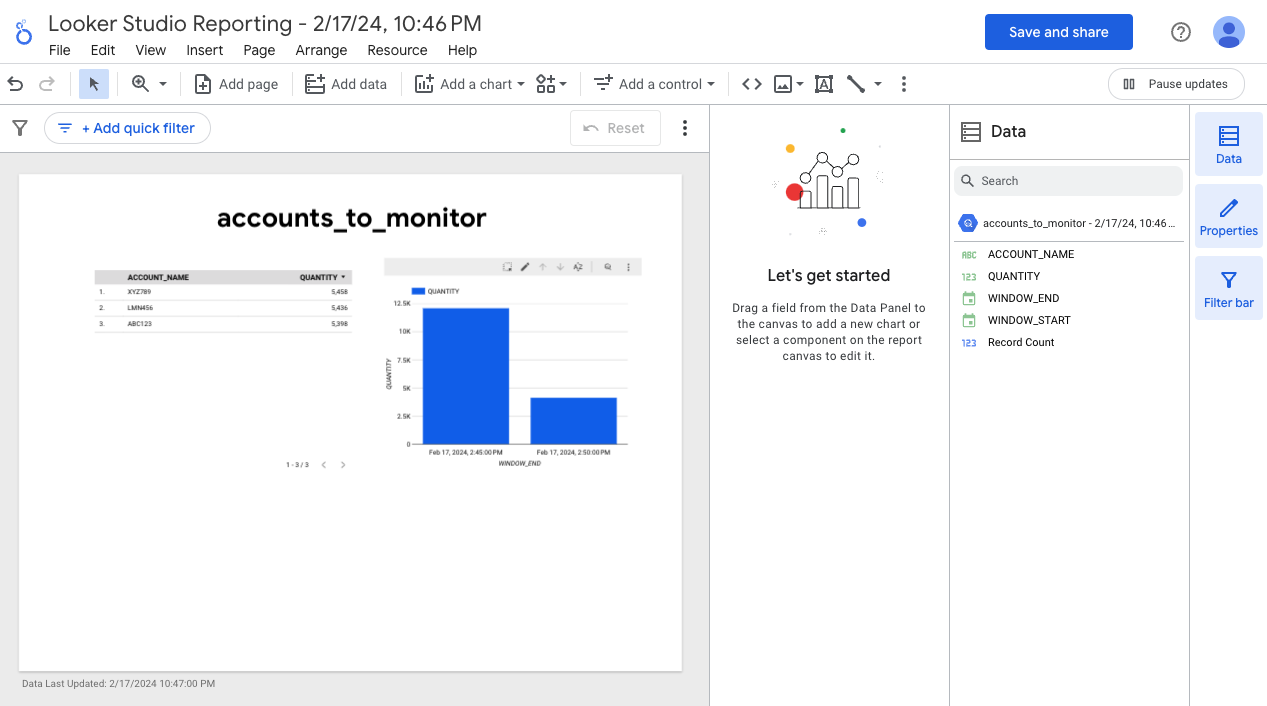 Looker Studio Reporting - 2/17/24, 10:46 PM
File Edit View Insert Page Arrange Resource Help
Save and share
Add page Add data Add a chart Add a control Pause updates
+ Add quick filter Reset
accounts_to_monitor
ACCOUNT_NAME QUANTITY
1. XYZ789 5,458
2. LMN456 5,436
3. ABC123 5,398
1 - 3 / 3
QUANTITY
12.5K
10K
7.5K
5K
2.5K
0
QUANTITY
Feb 17, 2024, 2:45:00 PM Feb 17, 2024, 2:50:00 PM
WINDOW_END
Data Last Updated: 2/17/2024 10:47:00 PM
Let's get started
Drag a field from the Data Panel to
the canvas to add a new chart or
select a component on the report
canvas to edit it.
Data
Search
accounts_to_monitor - 2/17/24, 10:46...
ABC ACCOUNT_NAME
123 QUANTITY
WINDOW_END
WINDOW_START
123 Record Count
Data
Properties
Filter bar